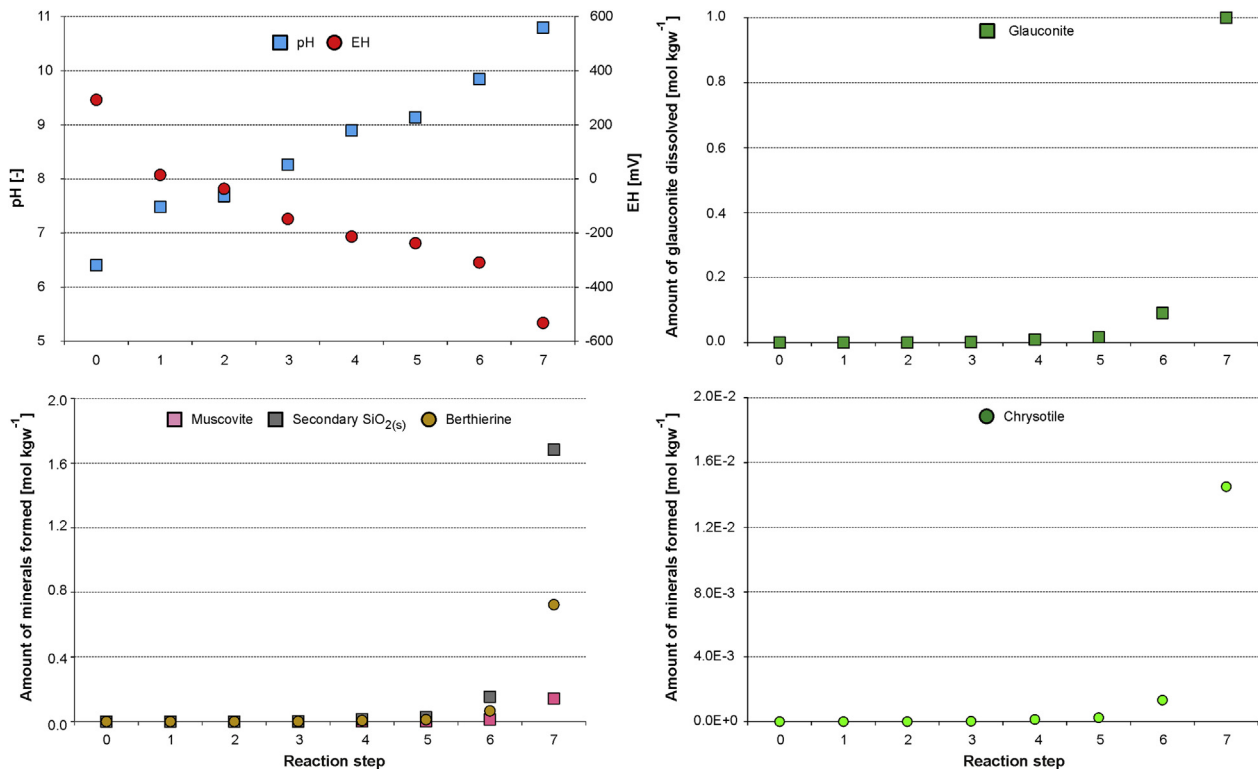 pH [-]
11
10
9
8
7
6
5
pH EH
600
400
200
0
-200
-400
-600
EH [mV]
0 1 2 3 4 5 6 7
Amount of glauconite dissolved [mol kgw⁻¹]
1.0
0.8
0.6
0.4
0.2
0.0
Glauconite
0 1 2 3 4 5 6 7
Amount of minerals formed [mol kgw⁻¹]
2.0
1.6
1.2
0.8
0.4
0.0
Muscovite Secondary SiO₂₍ₛ₎ Berthierine
0 1 2 3 4 5 6 7
Reaction step
Amount of minerals formed [mol kgw⁻¹]
2.0E-2
1.6E-2
1.2E-2
8.0E-3
4.0E-3
0.0E+0
Chrysotile
0 1 2 3 4 5 6 7
Reaction step